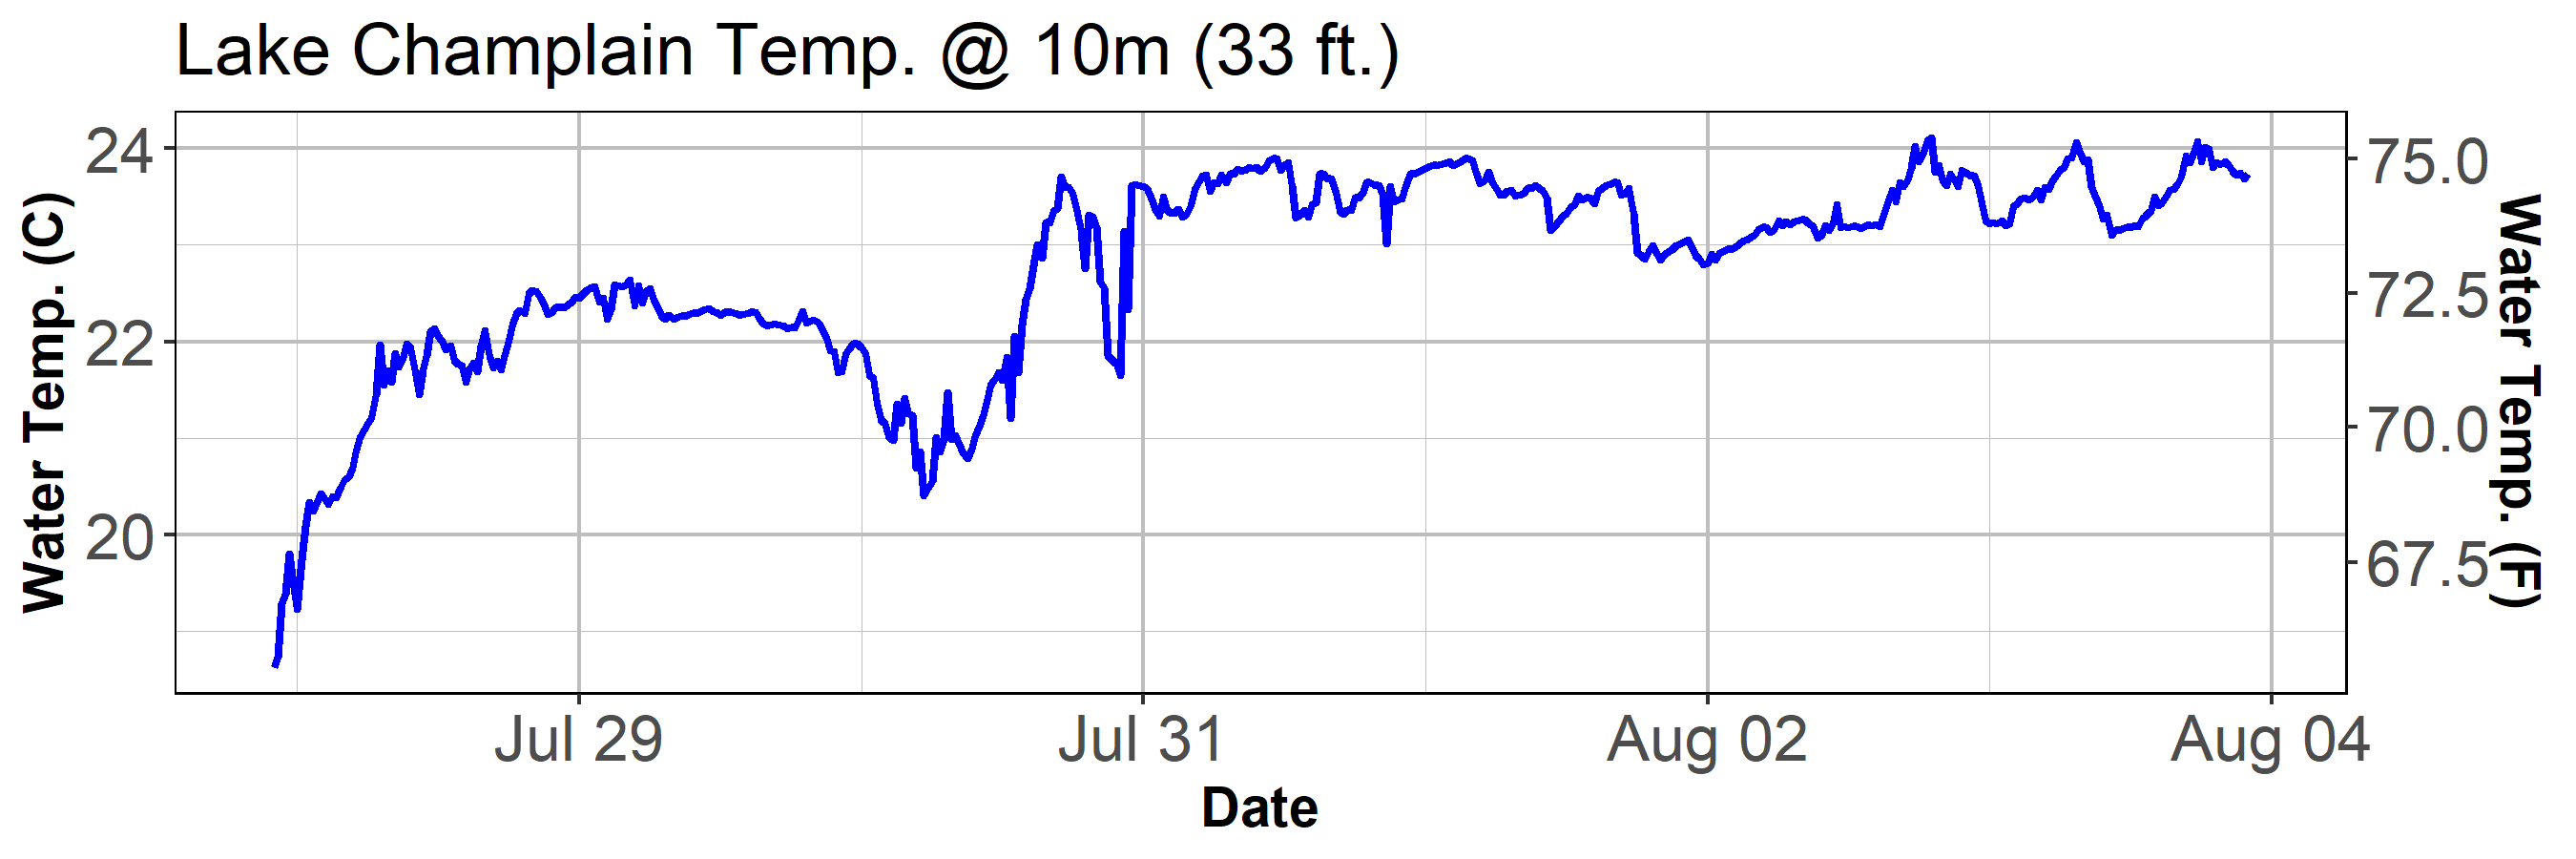 Lake Champlain Temp. @ 10m (33 ft.)
Water Temp. (C)
24
22
20
75.0
72.5
70.0
67.5
Water Temp. (F)
Jul 29
Jul 31
Aug 02
Aug 04
Date